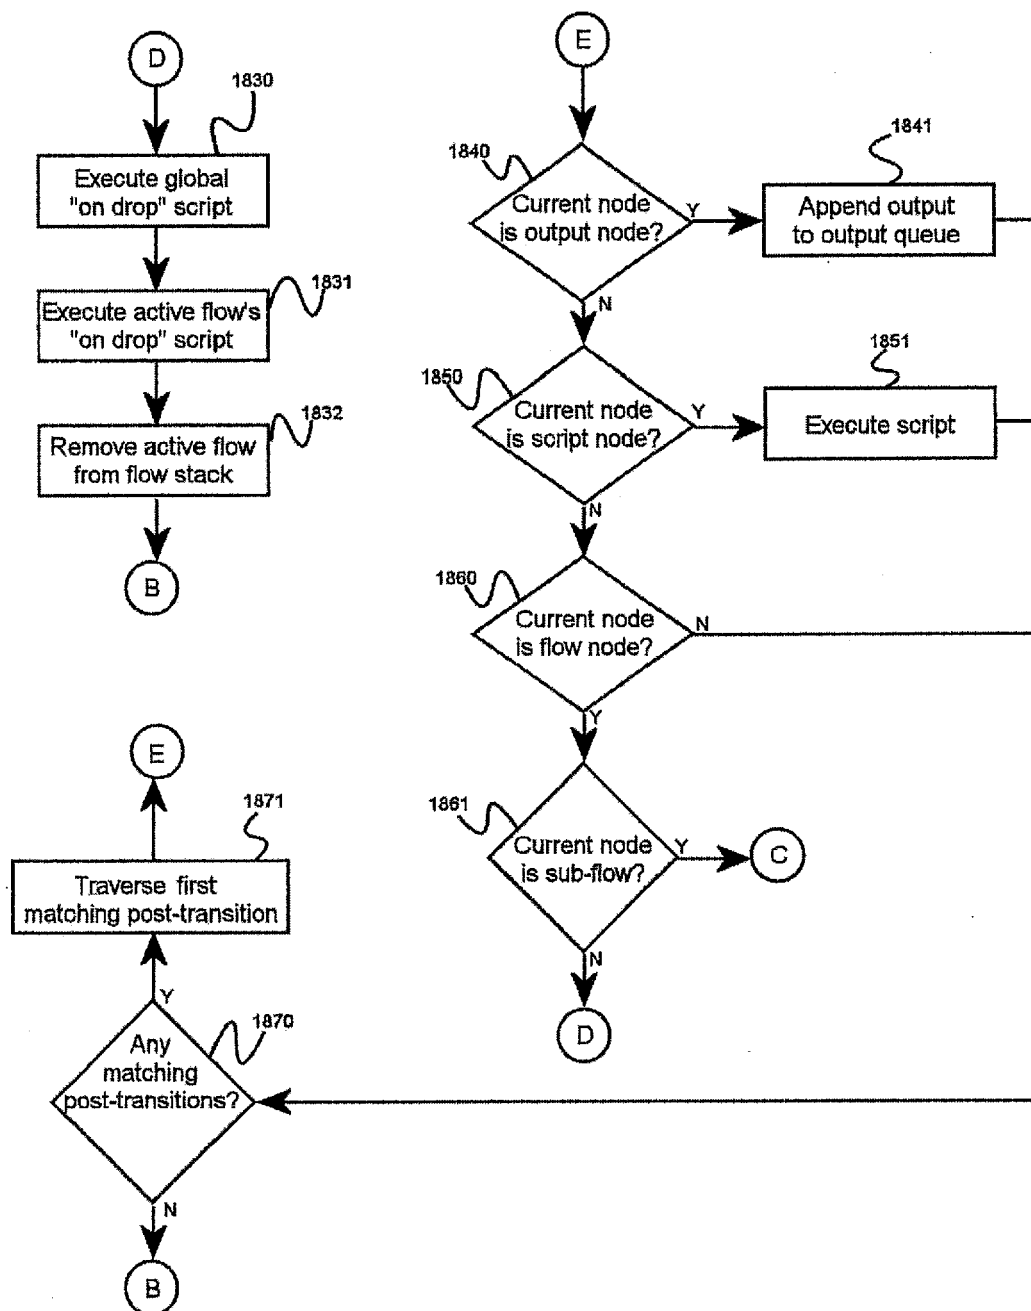 D
1830
Execute global
"on drop" script
1831
Execute active flow's
"on drop" script
1832
Remove active flow
from flow stack
B
E
1840
Current node
is output node?
Y
1841
Append output
to output queue
N
1850
Current node
is script node?
Y
1851
Execute script
N
1860
Current node
is flow node?
N
Y
1861
Current node
is sub-flow?
Y
C
N
D
E
1871
Traverse first
matching post-transition
Y
1870
Any
matching
post-transitions?
N
B